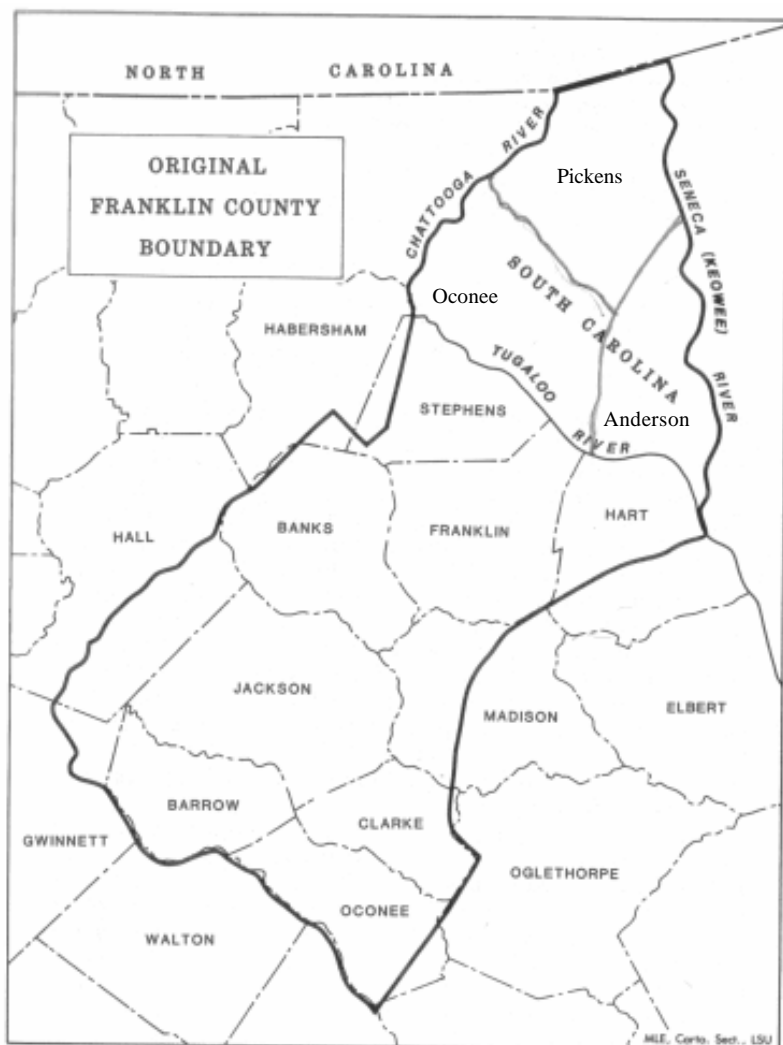 NORTH CAROLINA
ORIGINAL
FRANKLIN COUNTY
BOUNDARY
CHATTOOGA RIVER
Pickens
SENECA (KEOWEE) RIVER
SOUTH CAROLINA
Oconee
HABERSHAM
TUGALOO RIVER
STEPHENS
Anderson
HALL
BANKS
FRANKLIN
HART
JACKSON
MADISON
ELBERT
BARROW
CLARKE
GWINNETT
OGLETHORPE
OCONEE
WALTON
MLE, Carto. Sect., LSU